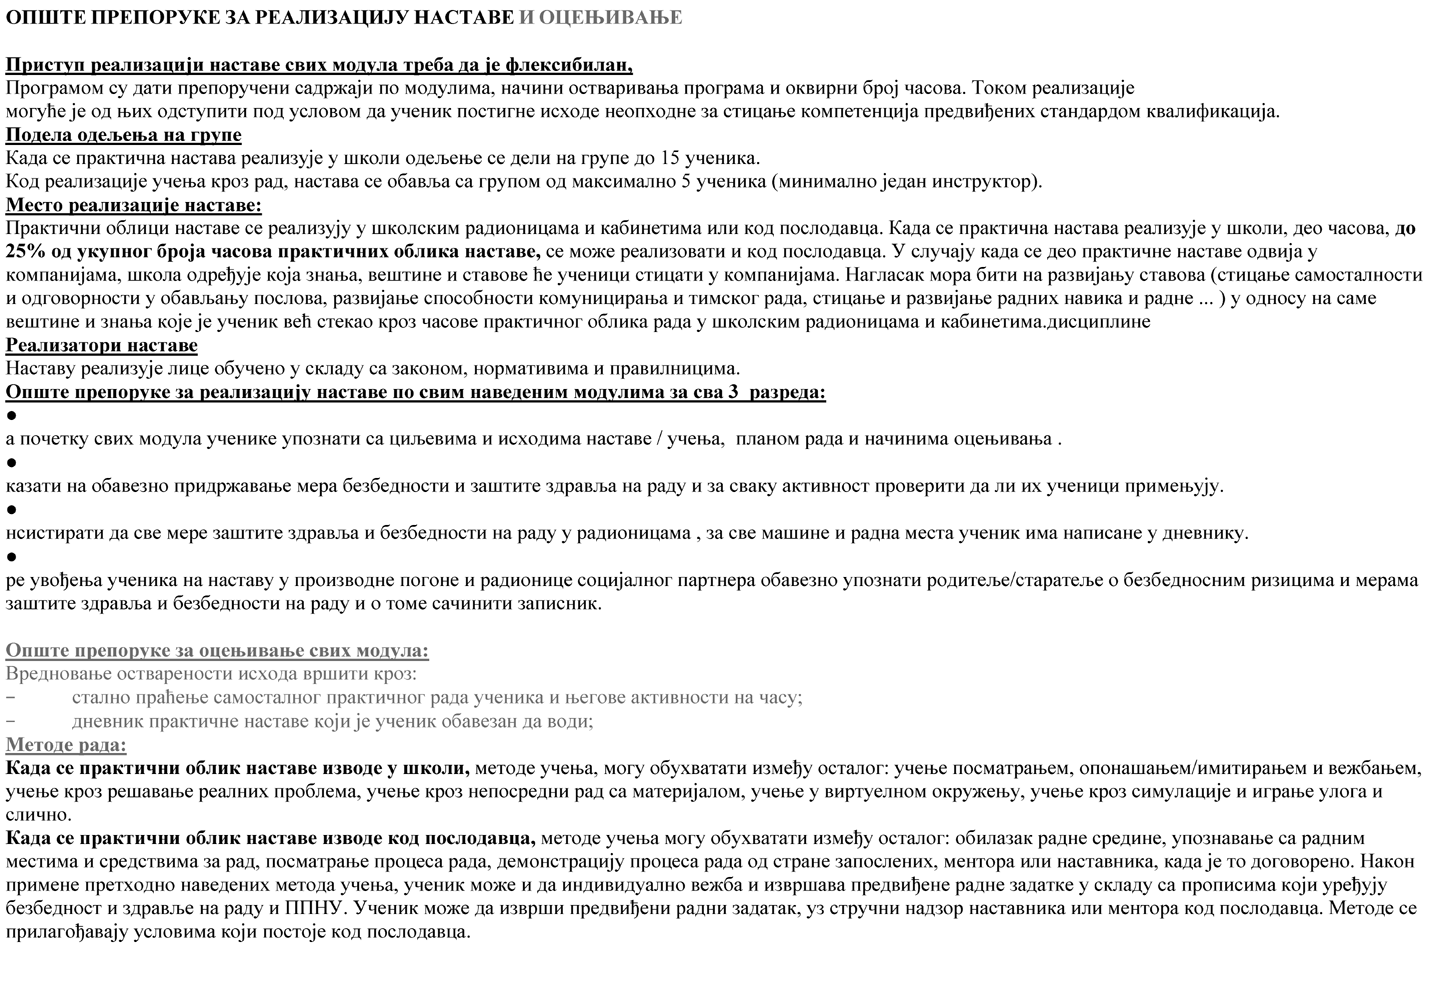 ОПШТЕ ПРЕПОРУКЕ ЗА РЕАЛИЗАЦИЈУ НАСТАВЕ И ОЦЕЊИВАЊЕ
Приступ реализацији наставе свих модула треба да је флексибилан,
Програмом су дати препоручени садржаји по модулима, начини остваривања програма и оквирни број часова. Током реализације
могуће је од њих одступити под условом да ученик постигне исходе неопходне за стицање компетенција предвиђених стандардом квалификација.
Подела одељења на групе
Када се практична настава реализује у школи одељење се дели на групе до 15 ученика.
Код реализације учења кроз рад, настава се обавља са групом од максимално 5 ученика (минимално један инструктор).
Место реализације наставе:
Практични облици наставе се реализују у школским радионицама и кабинетима или код послодавца. Када се практична настава реализује у школи, део часова, до
25% од укупног броја часова практичних облика наставе, се може реализовати и код послодавца. У случају када се део практичне наставе одвија у
компанијама, школа одређује која знања, вештине и ставове ће ученици стицати у компанијама. Нагласак мора бити на развијању ставова (стицање самосталности
и одговорности у обављању послова, развијање способности комуницирања и тимског рада, стицање и развијање радних навика и радне ... ) у односу на саме
вештине и знања које је ученик већ стекао кроз часове практичног облика рада у школским радионицама и кабинетима.дисциплине
Реализатори наставе
Наставу реализује лице обучено у складу са законом, нормативима и правилницима.
Опште препоруке за реализацију наставе по свим наведеним модулима за сва 3 разреда:
●
а почетку свих модула ученике упознати са циљевима и исходима наставе / учења, планом рада и начинима оцењивања .
●
казати на обавезно придржавање мера безбедности и заштите здравља на раду и за сваку активност проверити да ли их ученици примењују.
●
нсистирати да све мере заштите здравља и безбедности на раду у радионицама , за све машине и радна места ученик има написане у дневнику.
●
ре увођења ученика на наставу у производне погоне и радионице социјалног партнера обавезно упознати родитеље/старатеље о безбедносним ризицима и мерама
заштите здравља и безбедности на раду и о томе сачинити записник.
Опште препоруке за оцењивање свих модула:
Вредновање остварености исхода вршити кроз:
– стално праћење самосталног практичног рада ученика и његове активности на часу;
– дневник практичне наставе који је ученик обавезан да води;
Методе рада:
Када се практични облик наставе изводе у школи, методе учења, могу обухватати између осталог: учење посматрањем, опонашањем/имитирањем и вежбањем,
учење кроз решавање реалних проблема, учење кроз непосредни рад са материјалом, учење у виртуелном окружењу, учење кроз симулације и играње улога и
слично.
Када се практични облик наставе изводе код послодавца, методе учења могу обухватати између осталог: обилазак радне средине, упознавање са радним
местима и средствима за рад, посматрање процеса рада, демонстрацију процеса рада од стране запослених, ментора или наставника, када је то договорено. Након
примене претходно наведених метода учења, ученик може и да индивидуално вежба и извршава предвиђене радне задатке у складу са прописима који уређују
безбедност и здравље на раду и ППНУ. Ученик може да изврши предвиђени радни задатак, уз стручни надзор наставника или ментора код послодавца. Методе се
прилагођавају условима који постоје код послодавца.